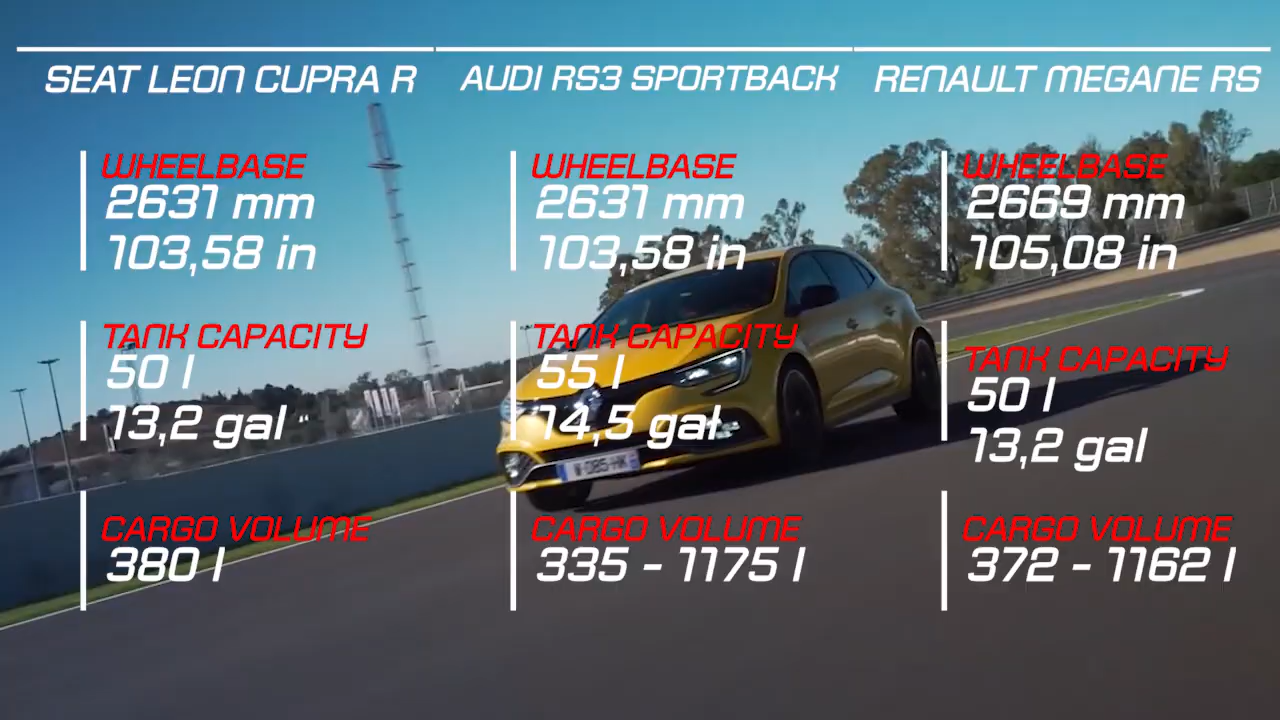 SEAT LEON CUPRA R
WHEELBASE
2631 mm
103,58 in
TANK CAPACITY
50 l
13,2 gal
CARGO VOLUME
380 l
AUDI RS3 SPORTBACK
WHEELBASE
2631 mm
103,58 in
TANK CAPACITY
55 l
14,5 gal
CARGO VOLUME
335 - 1175 l
RENAULT MEGANE RS
WHEELBASE
2669 mm
105,08 in
TANK CAPACITY
50 l
13,2 gal
CARGO VOLUME
372 - 1162 l